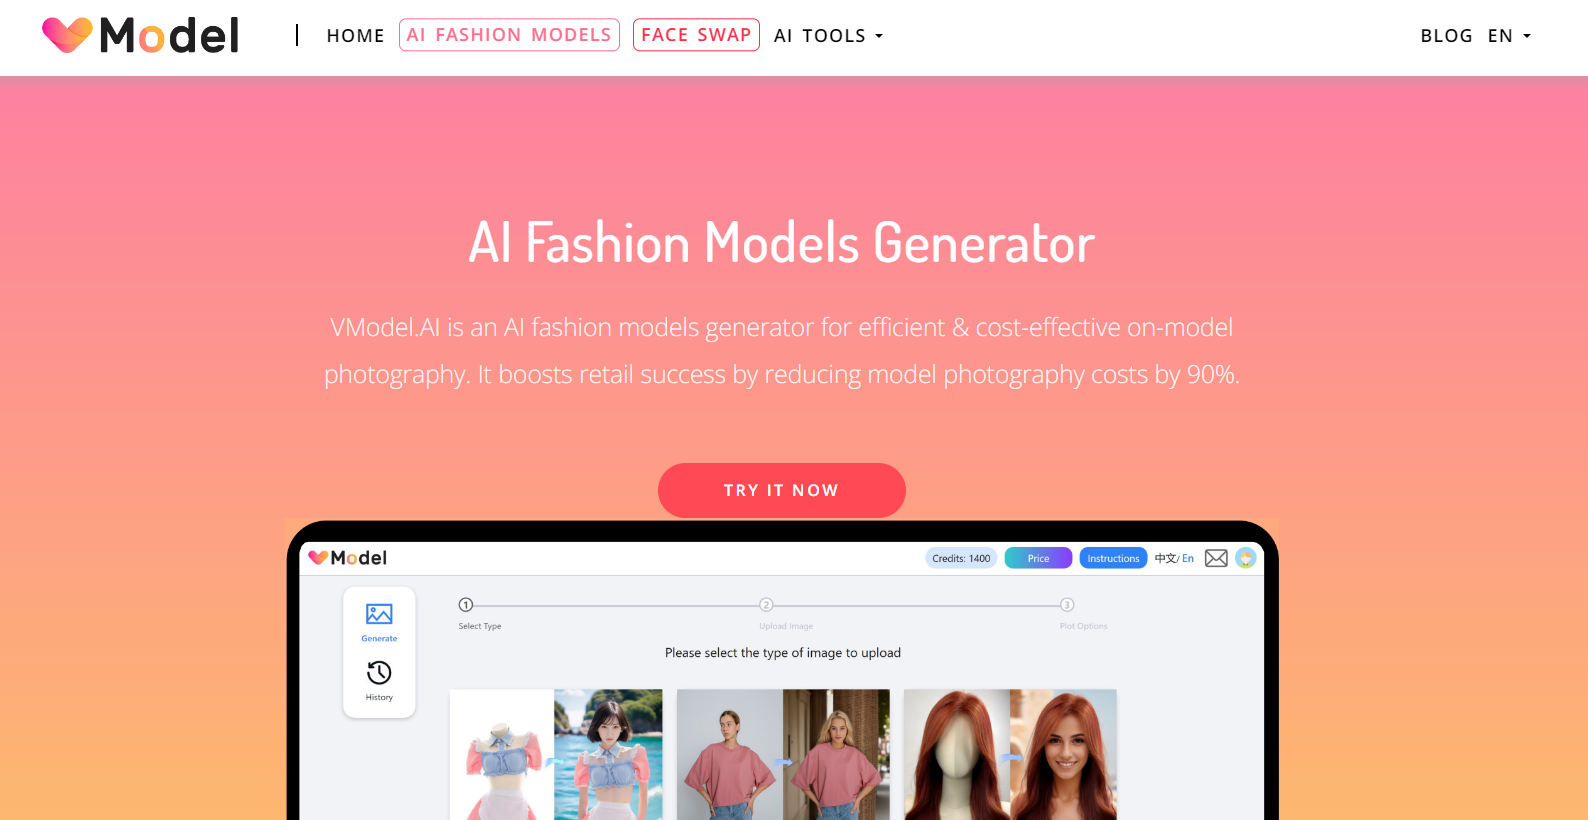 Model
HOME
AI FASHION MODELS
FACE SWAP
AI TOOLS
BLOG
EN
AI Fashion Models Generator
VModel.AI is an AI fashion models generator for efficient & cost-effective on-model
photography. It boosts retail success by reducing model photography costs by 90%.
TRY IT NOW
Model
Credits: 1400
Price
Instructions
中文/ En
Generate
History
1
2
3
Select Type
Upload Image
Plot Options
Please select the type of image to upload